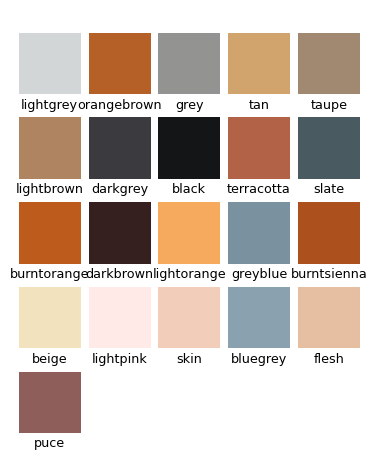 lightgrey orangebrown grey tan taupe
lightbrown darkgrey black terracotta slate
burntorange darkbrown lightorange greyblue burntsienna
beige lightpink skin bluegrey flesh
puce